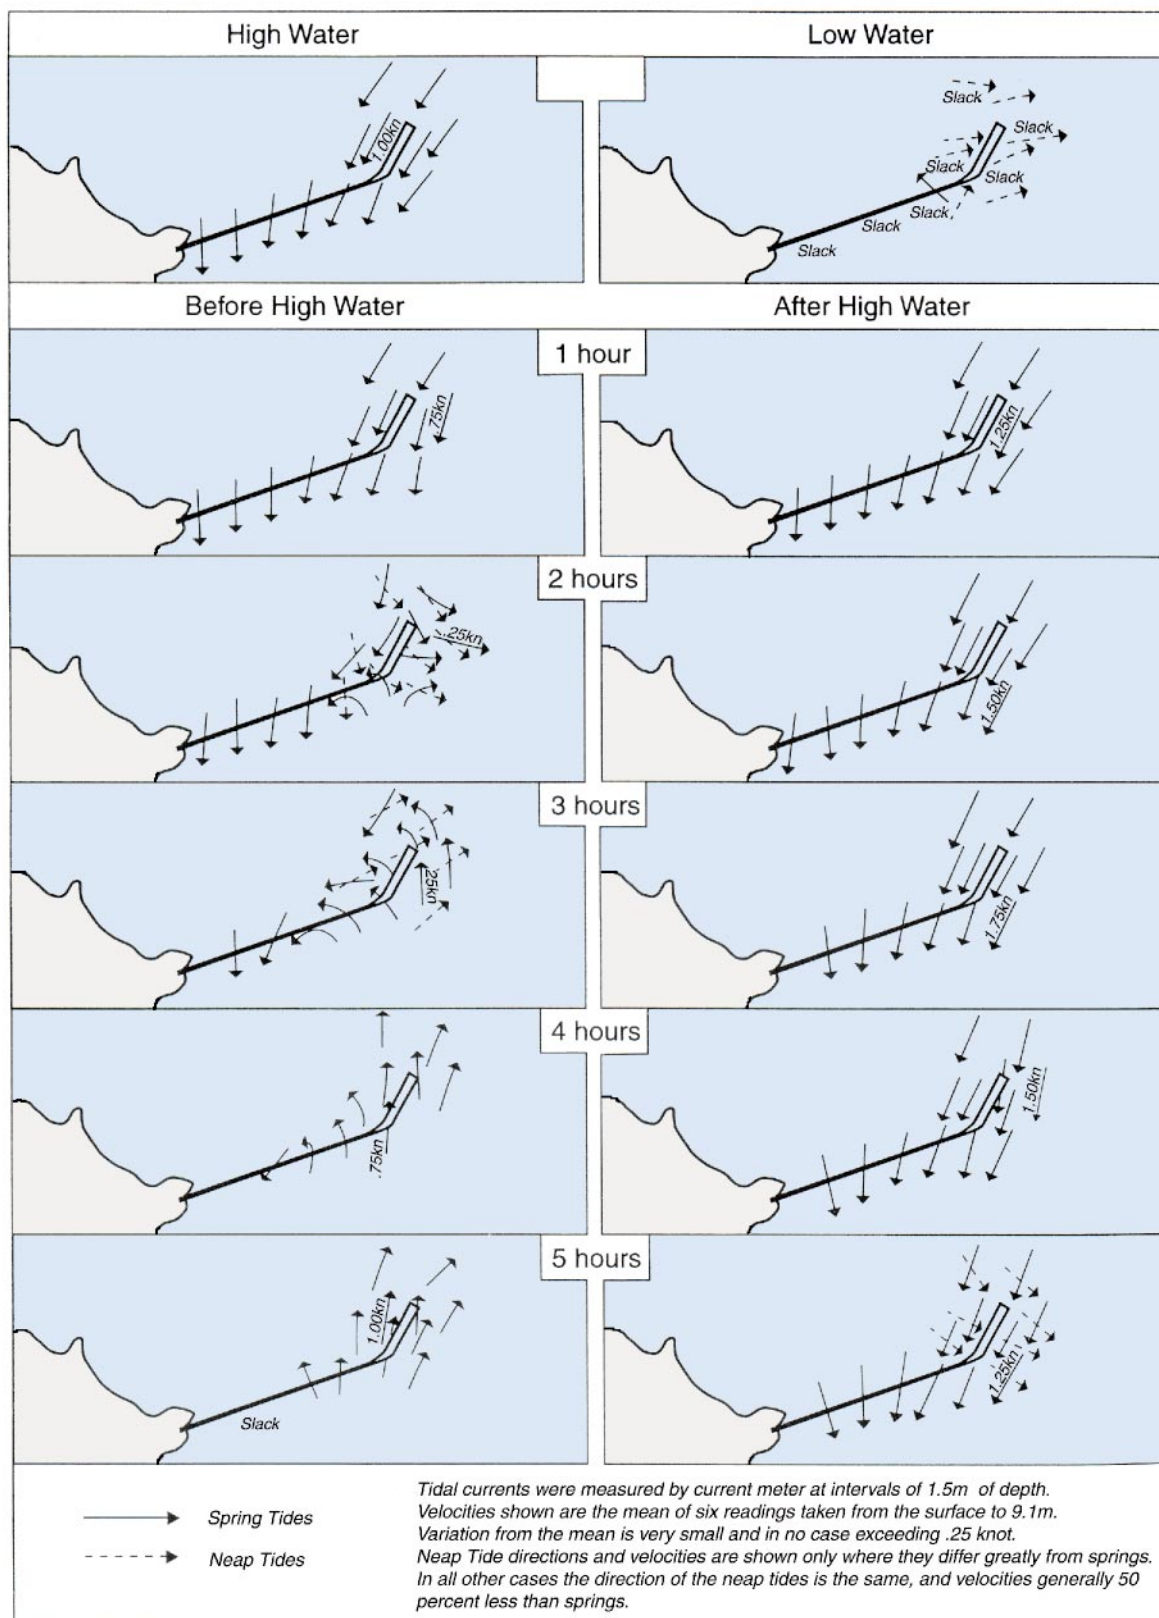 High Water
Low Water
1.00kn
Slack
Slack
Slack
Slack
Slack
Slack
Slack
Before High Water
After High Water
1 hour
.75kn
1.25kn
2 hours
.25kn
1.50kn
3 hours
.25kn
1.75kn
4 hours
.75kn
1.50kn
5 hours
1.00kn
Slack
1.25kn
Spring Tides
Neap Tides
Tidal currents were measured by current meter at intervals of 1.5m of depth.
Velocities shown are the mean of six readings taken from the surface to 9.1m.
Variation from the mean is very small and in no case exceeding .25 knot.
Neap Tide directions and velocities are shown only where they differ greatly from springs.
In all other cases the direction of the neap tides is the same, and velocities generally 50
percent less than springs.